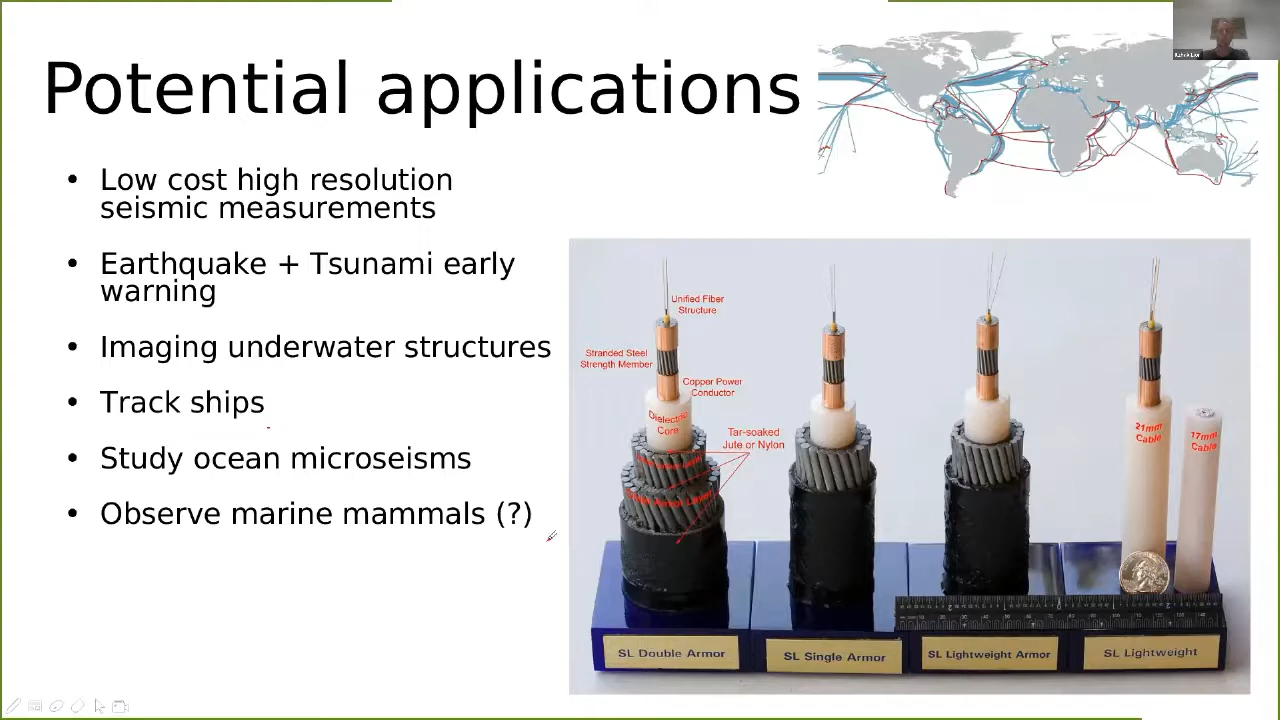 Potential applications
• Low cost high resolution
seismic measurements
• Earthquake + Tsunami early
warning
• Imaging underwater structures
• Track ships
• Study ocean microseisms
• Observe marine mammals (?)
Unified Fiber
Structure
Stranded Steel
Strength Member
Copper Power
Conductor
Dielectric
Core
Tar-soaked
Jute or Nylon
21mm
Cable
17mm
Cable
SL Double Armor
SL Single Armor
SL Lightweight Armor
SL Lightweight